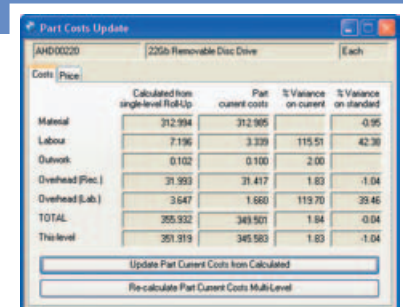 Part Costs Update
AHD00220 22Gb Removable Disc Drive Each
Costs Price
Calculated from single-level Roll-Up Part current costs % Variance on current % Variance on standard
Material 312.994 312.985 -0.95
Labour 7.196 3.339 115.51 42.38
Outwork 0.102 0.100 2.00
Overhead (Rec.) 31.993 31.417 1.83 -1.04
Overhead (Lab.) 3.647 1.660 119.70 39.46
TOTAL 355.932 349.501 1.84 -0.04
This level 351.919 345.583 1.83 -1.04
Update Part Current Costs from Calculated
Re-calculate Part Current Costs Multi-Level